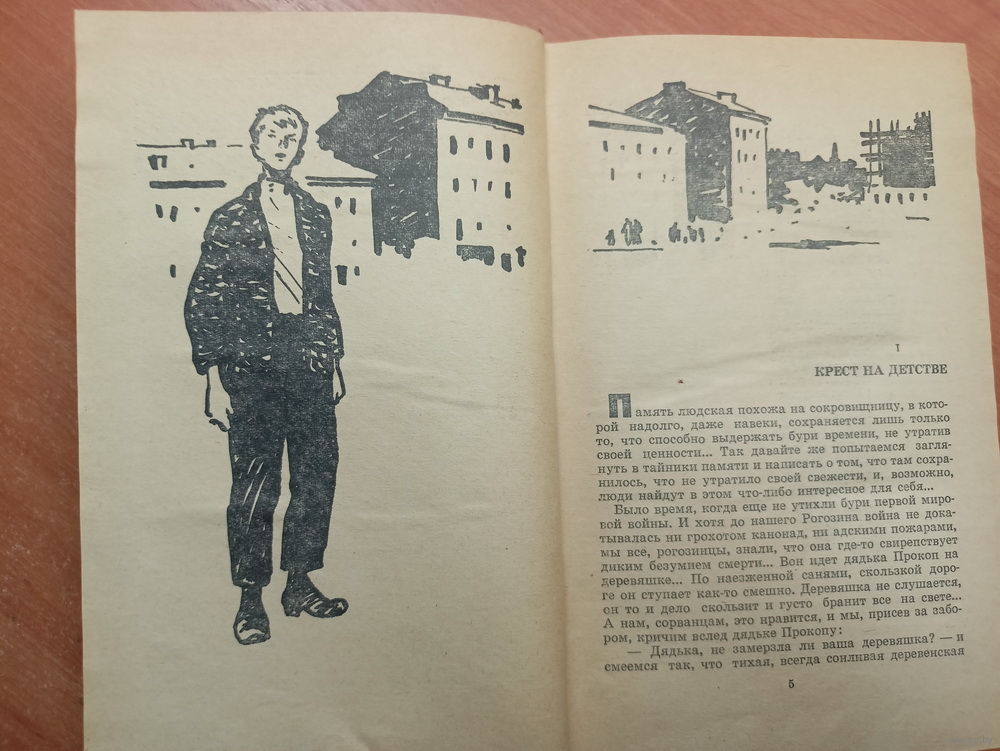 I
КРЕСТ НА ДЕТСТВЕ
Память людская похожа на сокровищницу, в кото-
рой надолго, даже навеки, сохраняется лишь только
то, что способно выдержать бури времени, не утратив
своей ценности... Так давайте же попытаемся загля-
нуть в тайники памяти и написать о том, что там сохра-
нилось, что не утратило своей свежести, и, возможно,
люди найдут в этом что-либо интересное для себя...
Было время, когда еще не утихли бури первой миро-
вой войны. И хотя до нашего Рогозина война не дока-
тывалась ни грохотом канонад, ни адскими пожарами,
мы все, рогозинцы, знали, что она где-то свирепствует
диким безумием смерти... Вон идет дядька Прокоп на
деревяшке... По наезженной санями, скользкой доро-
ге он ступает как-то смешно. Деревяшка не слушается,
он то и дело скользит и густо бранит все на свете...
А нам, сорванцам, это нравится, и мы, присев за забо-
ром, кричим вслед дядьке Прокопу:
— Дядька, не замерзла ли ваша деревяшка? — и
смеемся так, что тихая, всегда сонливая деревенская
5